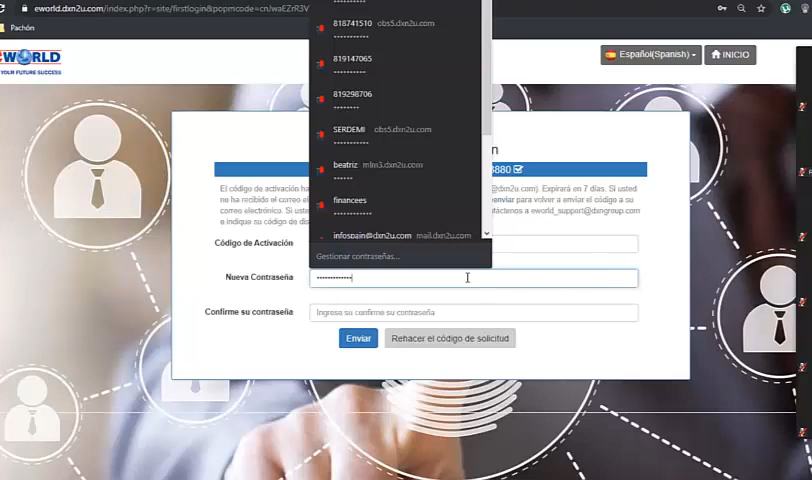 eworld.dxn2u.com/index.php?r=site/firstlogin&popmcode=cn/waEZrR3V
Pachón
WORLD
YOUR FUTURE SUCCESS
Español(Spanish)
INICIO
818741510 obs5.dxn2u.com
819147065
819298706
SERDEMI obs5.dxn2u.com
beatriz mlm3.dxn2u.com
financees
infospain@dxn2u.com mail.dxn2u.com
Gestionar contraseñas...
880
El código de activación ha
@dxn2u.com). Expirará en 7 días. Si usted
no ha recibido el correo el
enviar para volver a enviar el código a su
correo electrónico. Si uste
contáctenos a eworld_support@dxngroup.com
e indique su código de dis
Código de Activación
Nueva Contraseña
Confirme su contraseña
Ingrese su confirme su contraseña
Enviar
Rehacer el código de solicitud